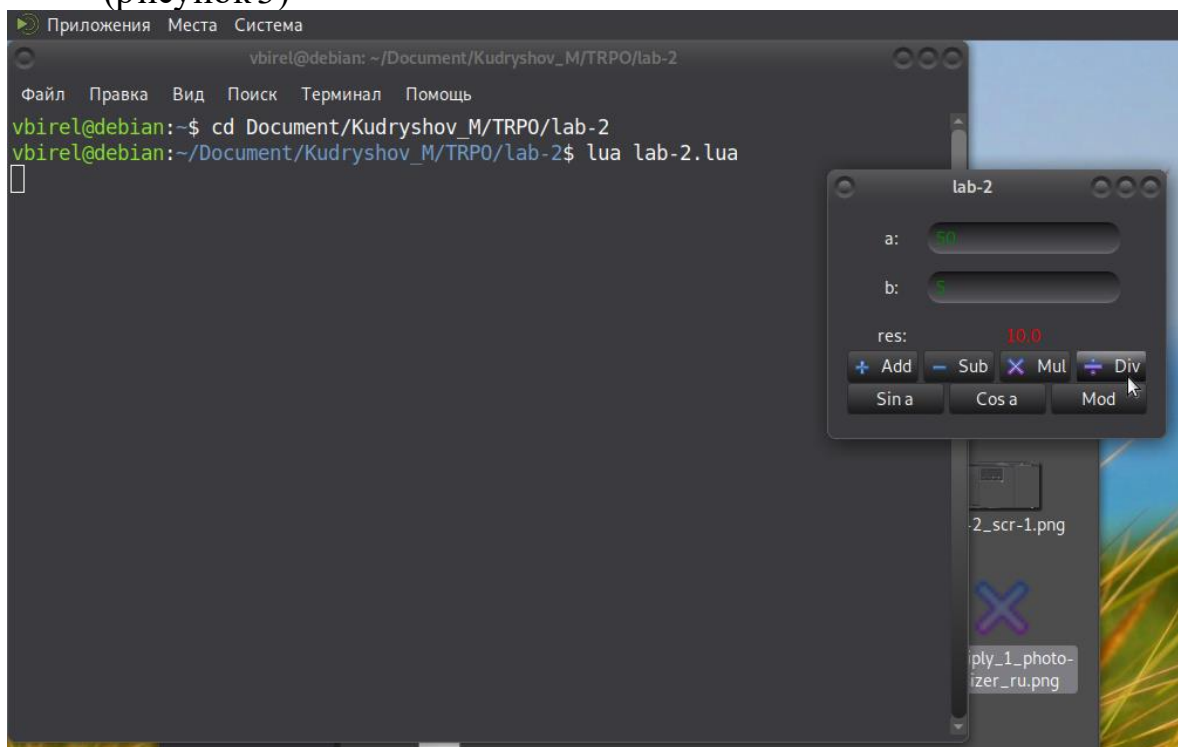 (рисунок 3)
Приложения Места Система
vbirel@debian: ~/Document/Kudryshov_M/TRPO/lab-2
Файл Правка Вид Поиск Терминал Помощь
vbirel@debian:~$ cd Document/Kudryshov_M/TRPO/lab-2
vbirel@debian:~/Document/Kudryshov_M/TRPO/lab-2$ lua lab-2.lua
lab-2
a: 50
b: 5
res: 10.0
Add Sub Mul Div
Sin a Cos a Mod
-2_scr-1.png
iply_1_photo-
izer_ru.png